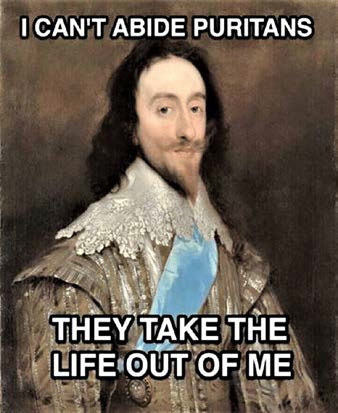 I CAN'T ABIDE PURITANS
THEY TAKE THE
LIFE OUT OF ME